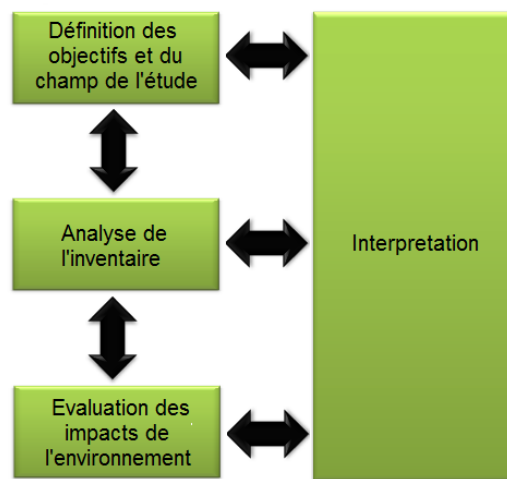 Définition des
objectifs et du
champ de l'étude
Analyse de
l'inventaire
Interpretation
Evaluation des
impacts de
l'environnement